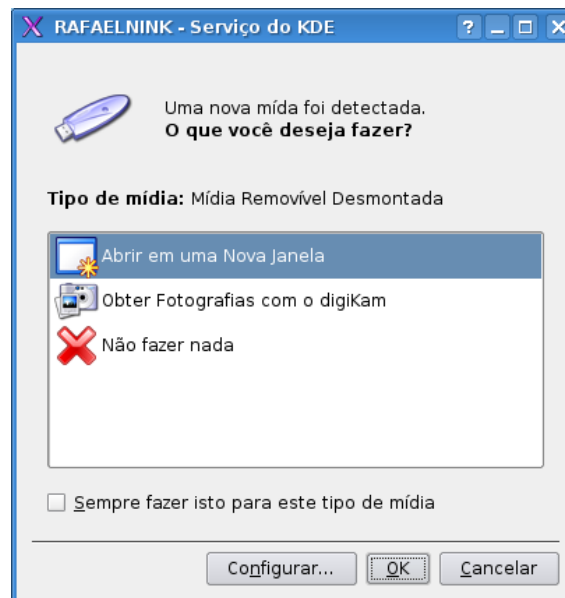 RAFAELNINK - Serviço do KDE
Uma nova mída foi detectada.
O que você deseja fazer?
Tipo de mídia: Mídia Removível Desmontada
Abrir em uma Nova Janela
Obter Fotografias com o digiKam
Não fazer nada
Sempre fazer isto para este tipo de mídia
Configurar... OK Cancelar